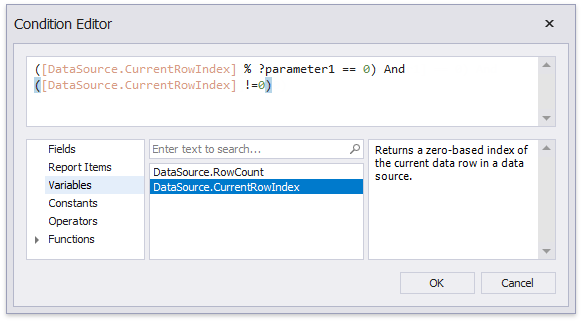 Condition Editor
([DataSource.CurrentRowIndex] % ?parameter1 == 0) And
([DataSource.CurrentRowIndex] !=0)
Fields
Report Items
Variables
Constants
Operators
Functions
Enter text to search...
DataSource.RowCount
DataSource.CurrentRowIndex
Returns a zero-based index of
the current data row in a data
source.
OK
Cancel